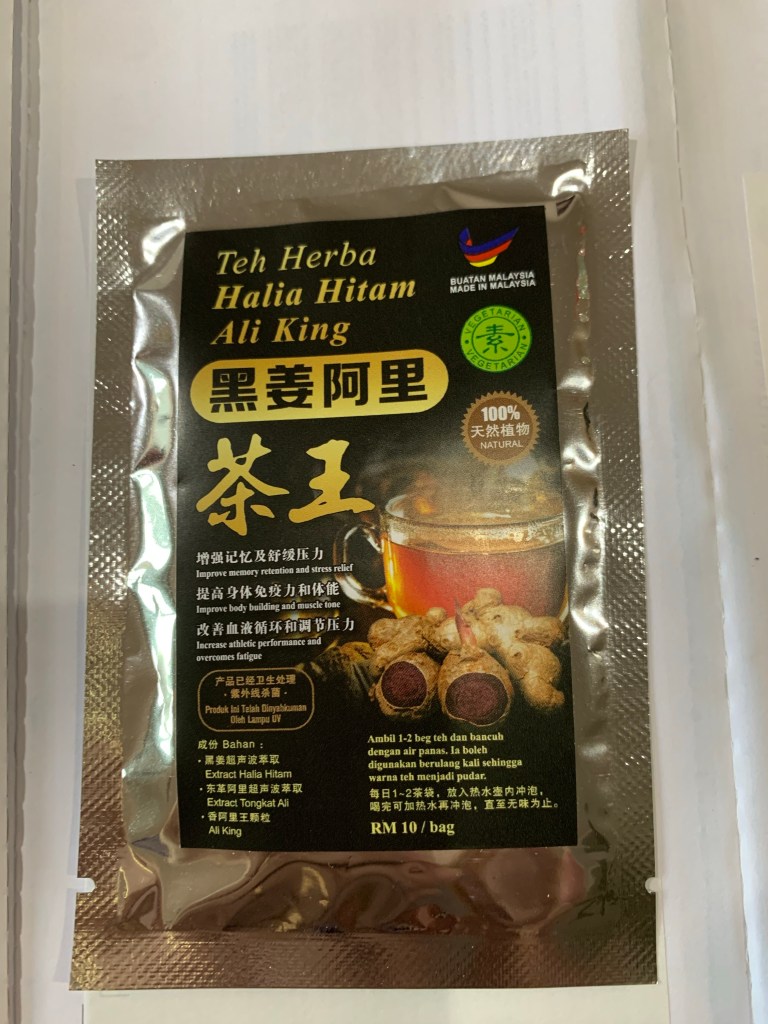 Teh Herba
Halia Hitam
Ali King
BUATAN MALAYSIA
MADE IN MALAYSIA
VEGETARIAN
素
VEGETARIAN
黑姜阿里
100%
天然植物
NATURAL
茶王
增强记忆及舒缓压力
Improve memory retention and stress relief
提高身体免疫力和体能
Improve body building and muscle tone
改善血液循环和调节压力
Increase athletic performance and
overcomes fatigue
产品已经卫生处理
· 紫外线杀菌 ·
Produk Ini Telah Dinyahkuman
Oleh Lampu UV
成份 Bahan :
· 黑姜超声波萃取
Extract Halia Hitam
· 东革阿里超声波萃取
Extract Tongkat Ali
· 香阿里王颗粒
Ali King
Ambil 1-2 beg teh dan bancuh
dengan air panas. Ia boleh
digunakan berulang kali sehingga
warna teh menjadi pudar.
每日1~2茶袋，放入热水壶内冲泡，
喝完可加热水再冲泡，直至无味为止。
RM 10 / bag